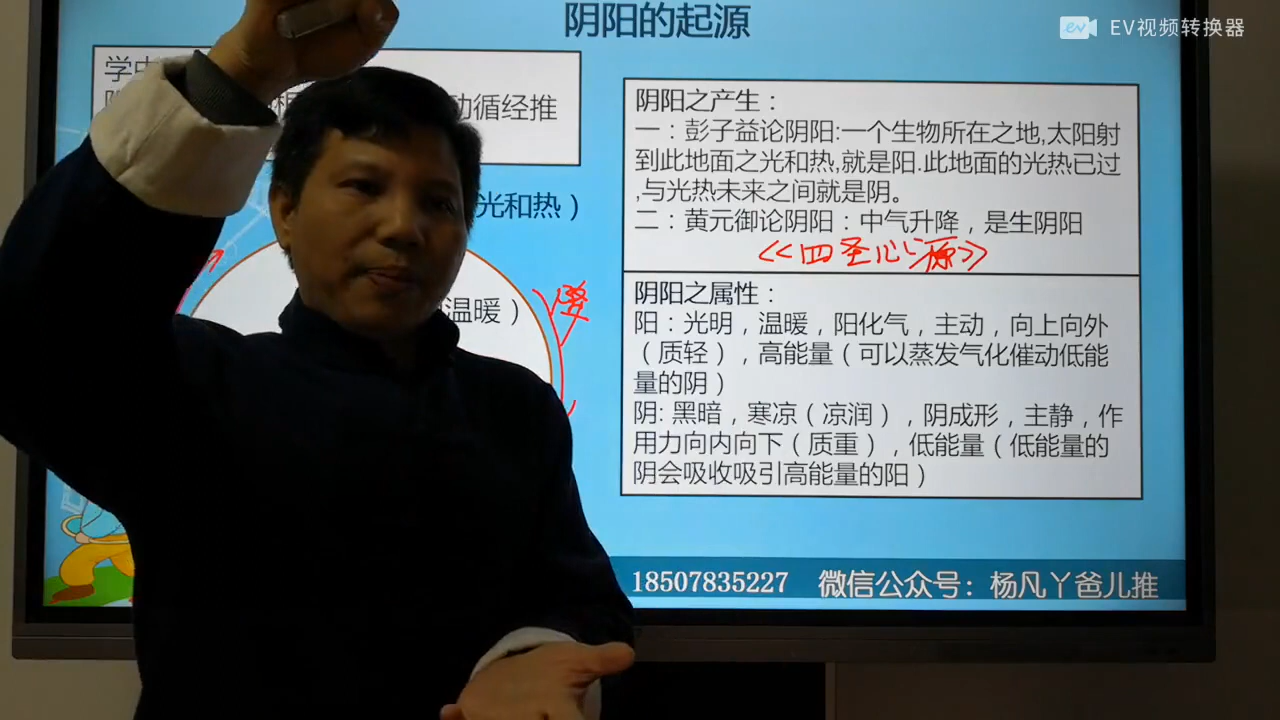 阴阳的起源
EV视频转换器
学中
动循经推
光和热）
温暖）
阴阳之产生：
一：彭子益论阴阳:一个生物所在之地,太阳射
到此地面之光和热,就是阳.此地面的光热已过
,与光热未来之间就是阴。
二：黄元御论阴阳：中气升降，是生阴阳
<<四圣心源>>
阴阳之属性：
阳：光明，温暖，阳化气，主动，向上向外
（质轻），高能量（可以蒸发气化催动低能
量的阴）
阴: 黑暗，寒凉（凉润），阴成形，主静，作
用力向内向下（质重），低能量（低能量的
阴会吸收吸引高能量的阳）
18507835227 微信公众号：杨凡丫爸儿推